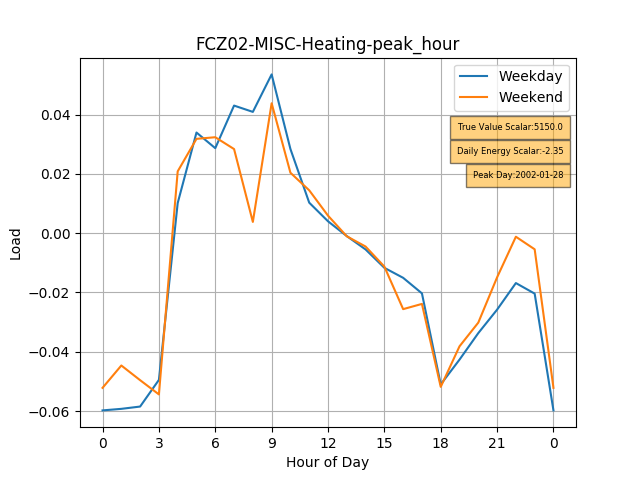 FCZ02-MISC-Heating-peak_hour
Weekday
Weekend
True Value Scalar:5150.0
Daily Energy Scalar:-2.35
Peak Day:2002-01-28
Load
0.04
0.02
0.00
−0.02
−0.04
−0.06
0 3 6 9 12 15 18 21 0
Hour of Day